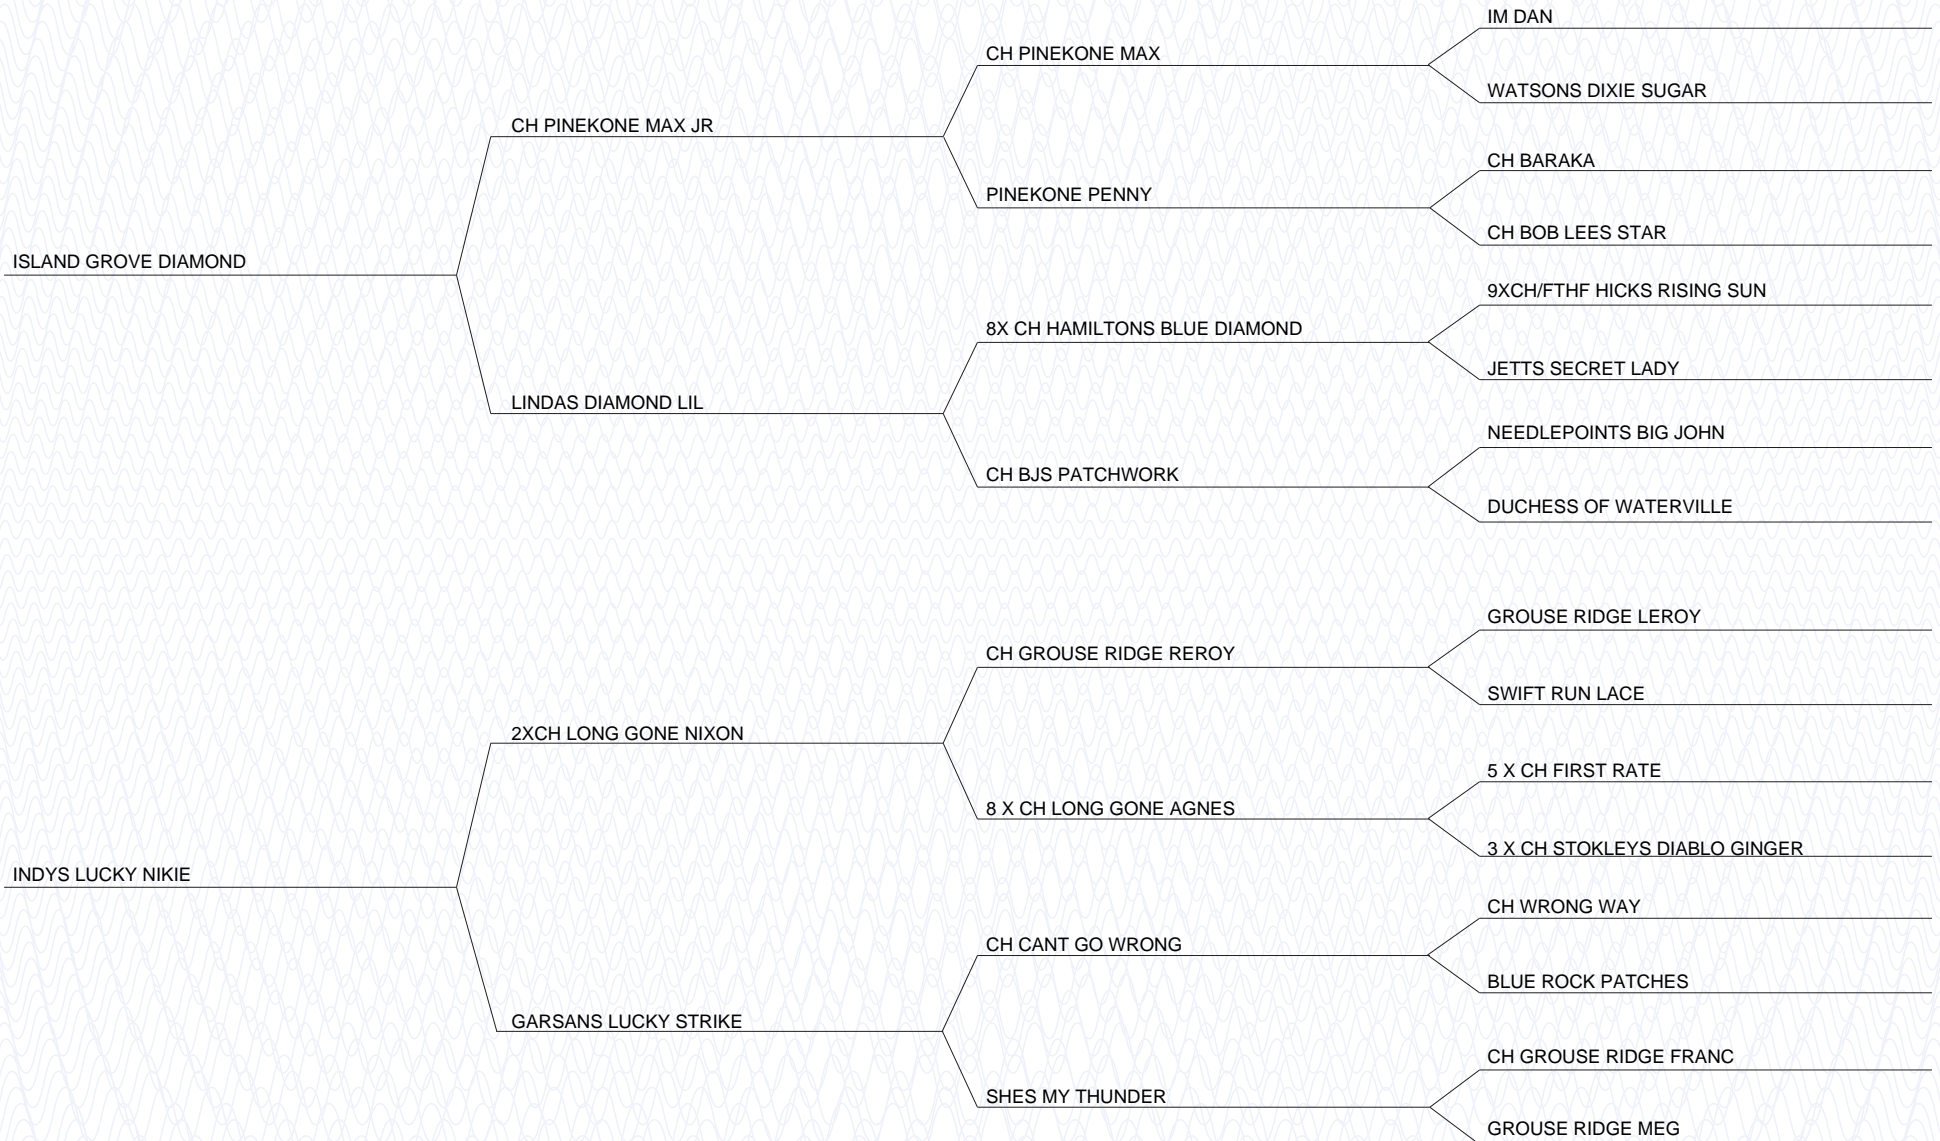 IM DAN
CH PINEKONE MAX
WATSONS DIXIE SUGAR
CH PINEKONE MAX JR
CH BARAKA
PINEKONE PENNY
CH BOB LEES STAR
ISLAND GROVE DIAMOND
9XCH/FTHF HICKS RISING SUN
8X CH HAMILTONS BLUE DIAMOND
JETTS SECRET LADY
LINDAS DIAMOND LIL
NEEDLEPOINTS BIG JOHN
CH BJS PATCHWORK
DUCHESS OF WATERVILLE
GROUSE RIDGE LEROY
CH GROUSE RIDGE REROY
SWIFT RUN LACE
2XCH LONG GONE NIXON
5 X CH FIRST RATE
8 X CH LONG GONE AGNES
3 X CH STOKLEYS DIABLO GINGER
INDYS LUCKY NIKIE
CH WRONG WAY
CH CANT GO WRONG
BLUE ROCK PATCHES
GARSANS LUCKY STRIKE
CH GROUSE RIDGE FRANC
SHES MY THUNDER
GROUSE RIDGE MEG